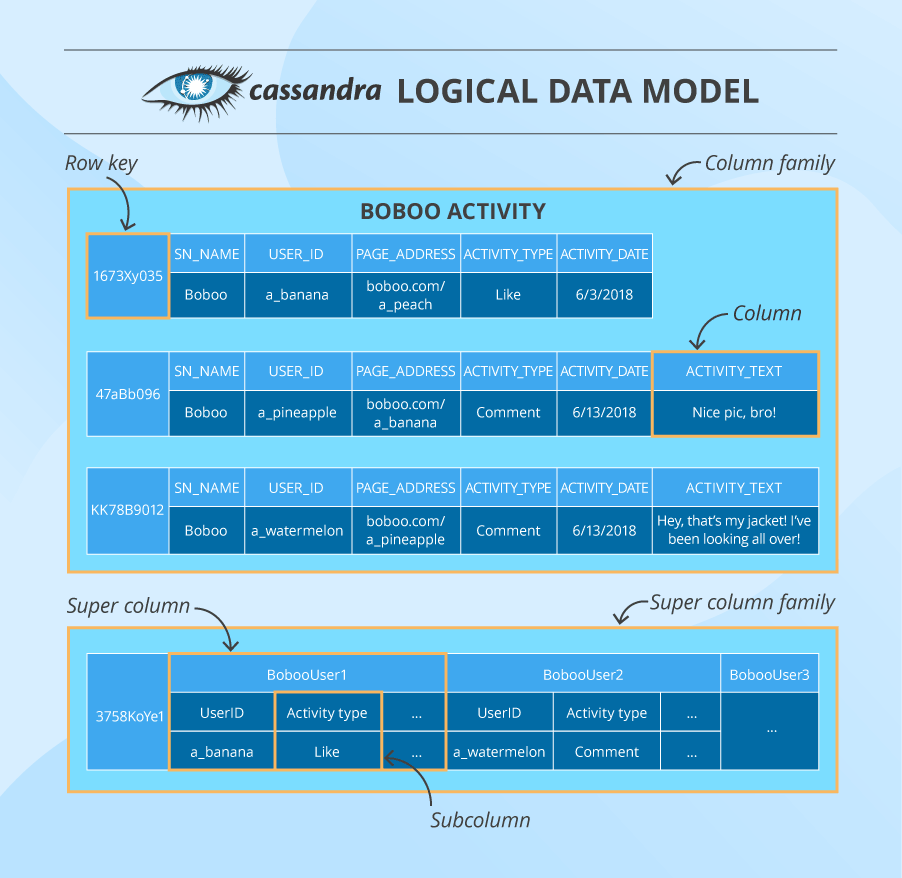 cassandra LOGICAL DATA MODEL
Row key
Column family
BOBOO ACTIVITY
1673Xy035
SN_NAME USER_ID PAGE_ADDRESS ACTIVITY_TYPE ACTIVITY_DATE
Boboo a_banana boboo.com/
a_peach Like 6/3/2018
Column
47aBb096
SN_NAME USER_ID PAGE_ADDRESS ACTIVITY_TYPE ACTIVITY_DATE ACTIVITY_TEXT
Boboo a_pineapple boboo.com/
a_banana Comment 6/13/2018 Nice pic, bro!
KK78B9012
SN_NAME USER_ID PAGE_ADDRESS ACTIVITY_TYPE ACTIVITY_DATE ACTIVITY_TEXT
Boboo a_watermelon boboo.com/
a_pineapple Comment 6/13/2018 Hey, that's my jacket! I've
been looking all over!
Super column
Super column family
3758KoYe1
BobooUser1 BobooUser2 BobooUser3
UserID Activity type ... UserID Activity type ... ...
a_banana Like ... a_watermelon Comment ...
Subcolumn